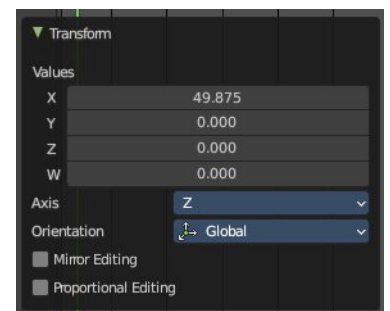 Transform
Values
X 49.875
Y 0.000
Z 0.000
W 0.000
Axis Z
Orientation Global
Mirror Editing
Proportional Editing